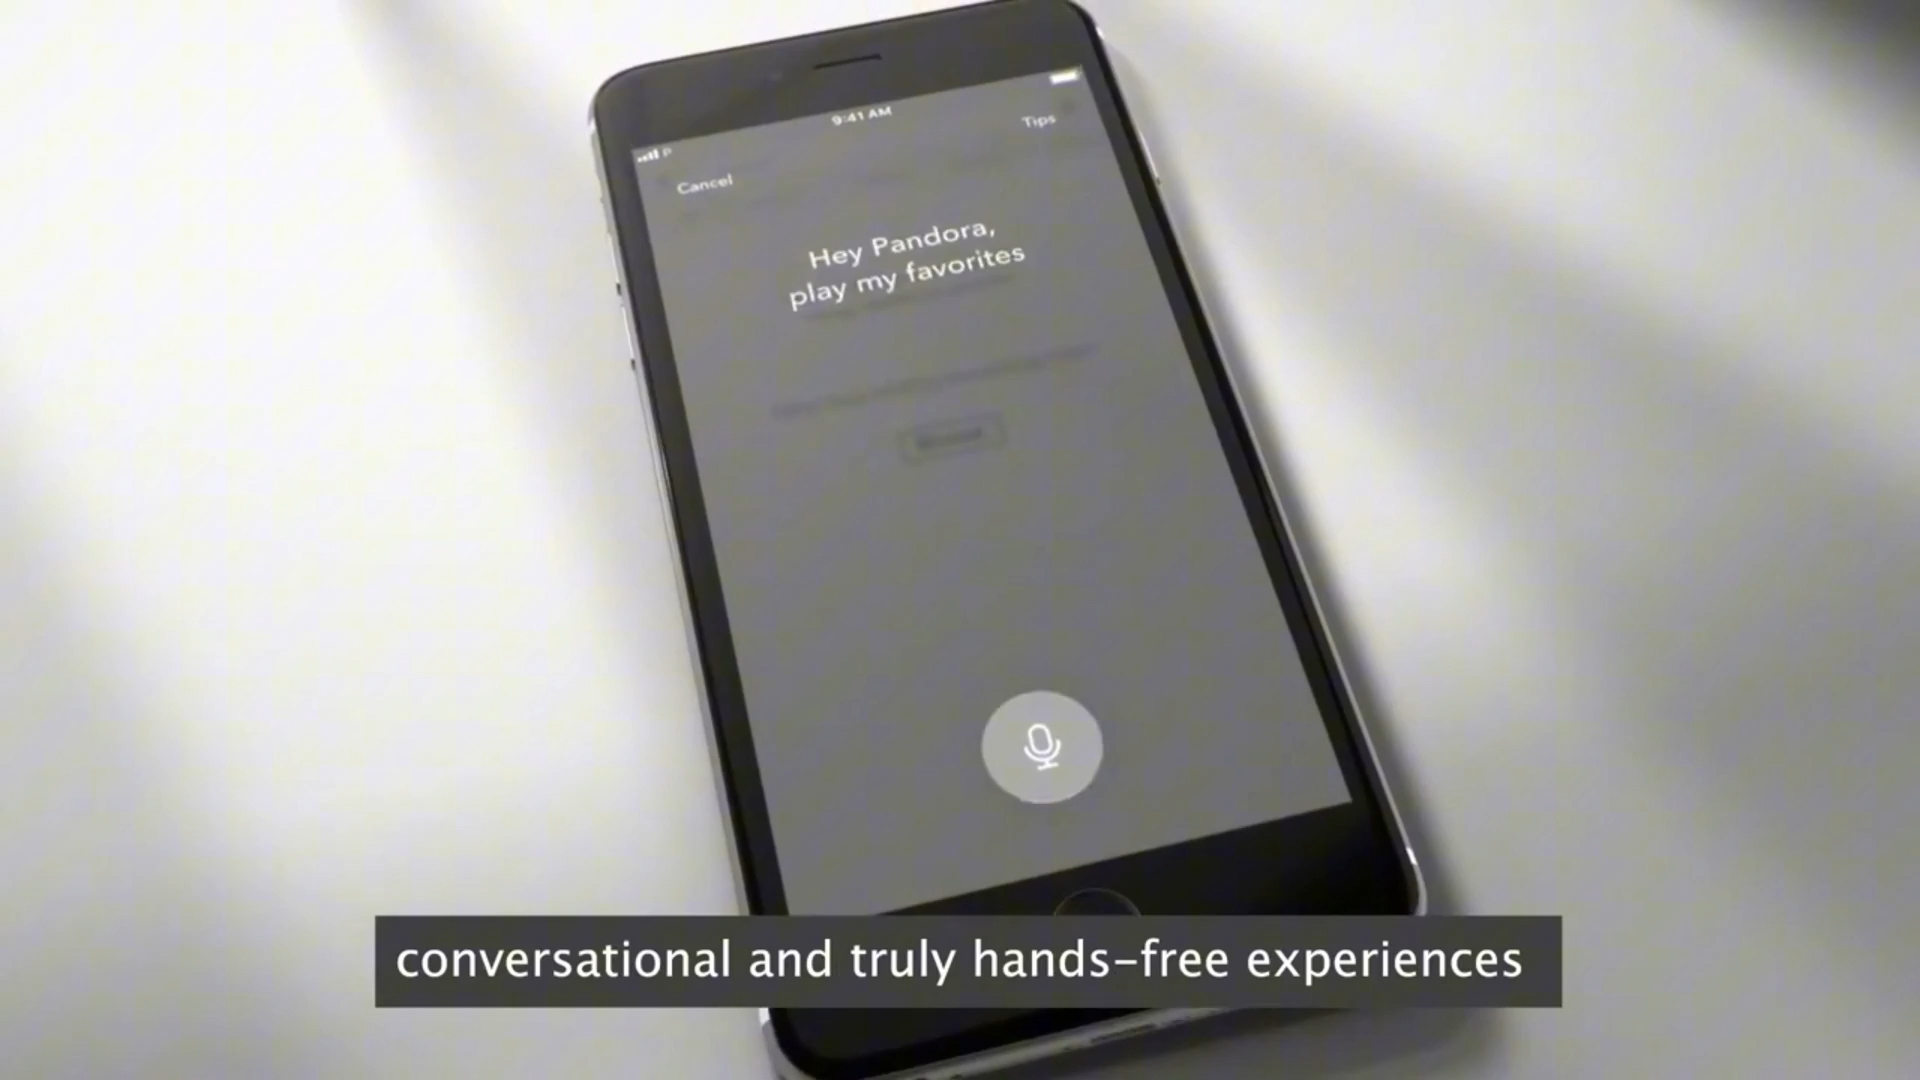 9:41 AM
Tips
Cancel
Hey Pandora,
play my favorites
conversational and truly hands-free experiences